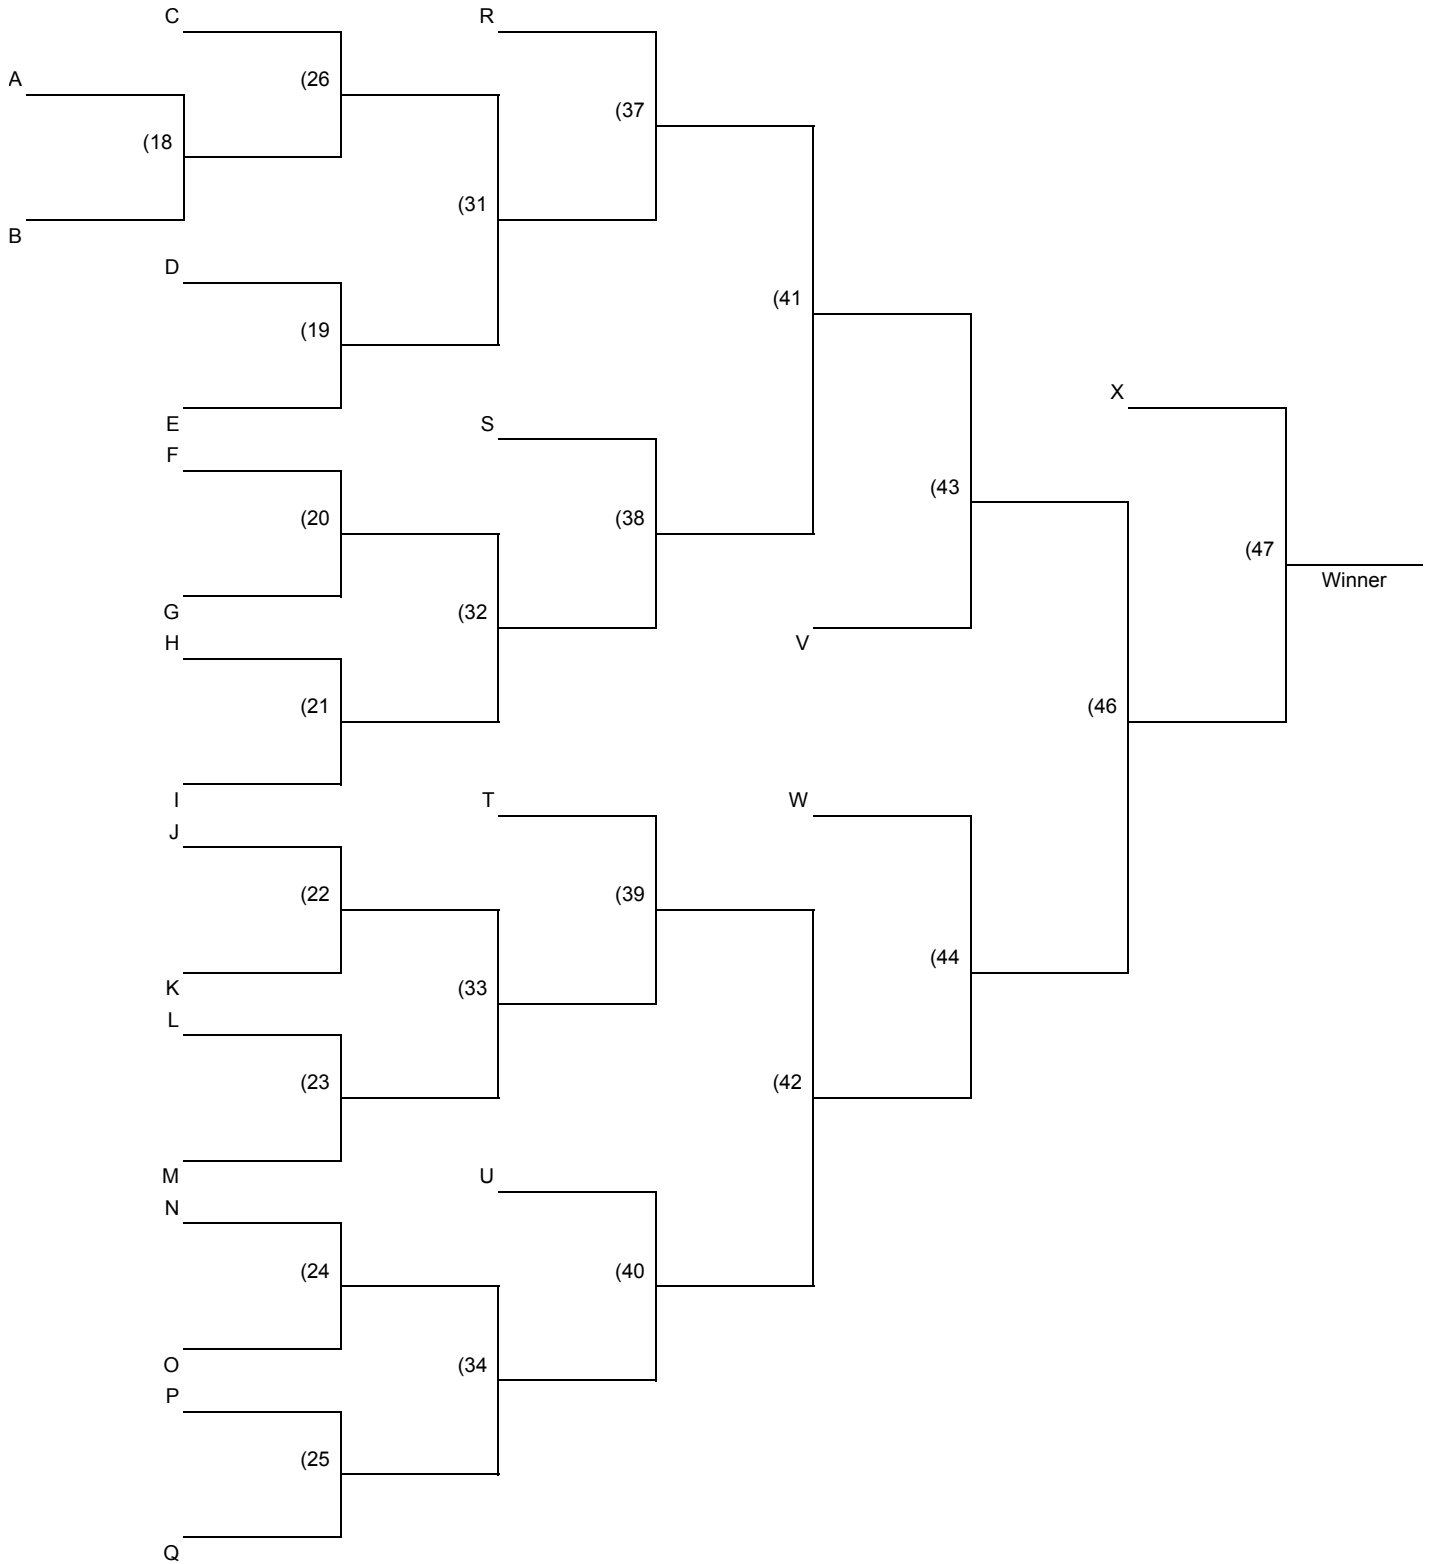 C
R
A
(26
(37
(18
(31
B
D
(41
(19
X
E
S
F
(43
(20
(38
(47
Winner
G
(32
H
V
(21
(46
I
T
W
J
(22
(39
(44
K
(33
L
(23
(42
M
U
N
(24
(40
O
(34
P
(25
Q